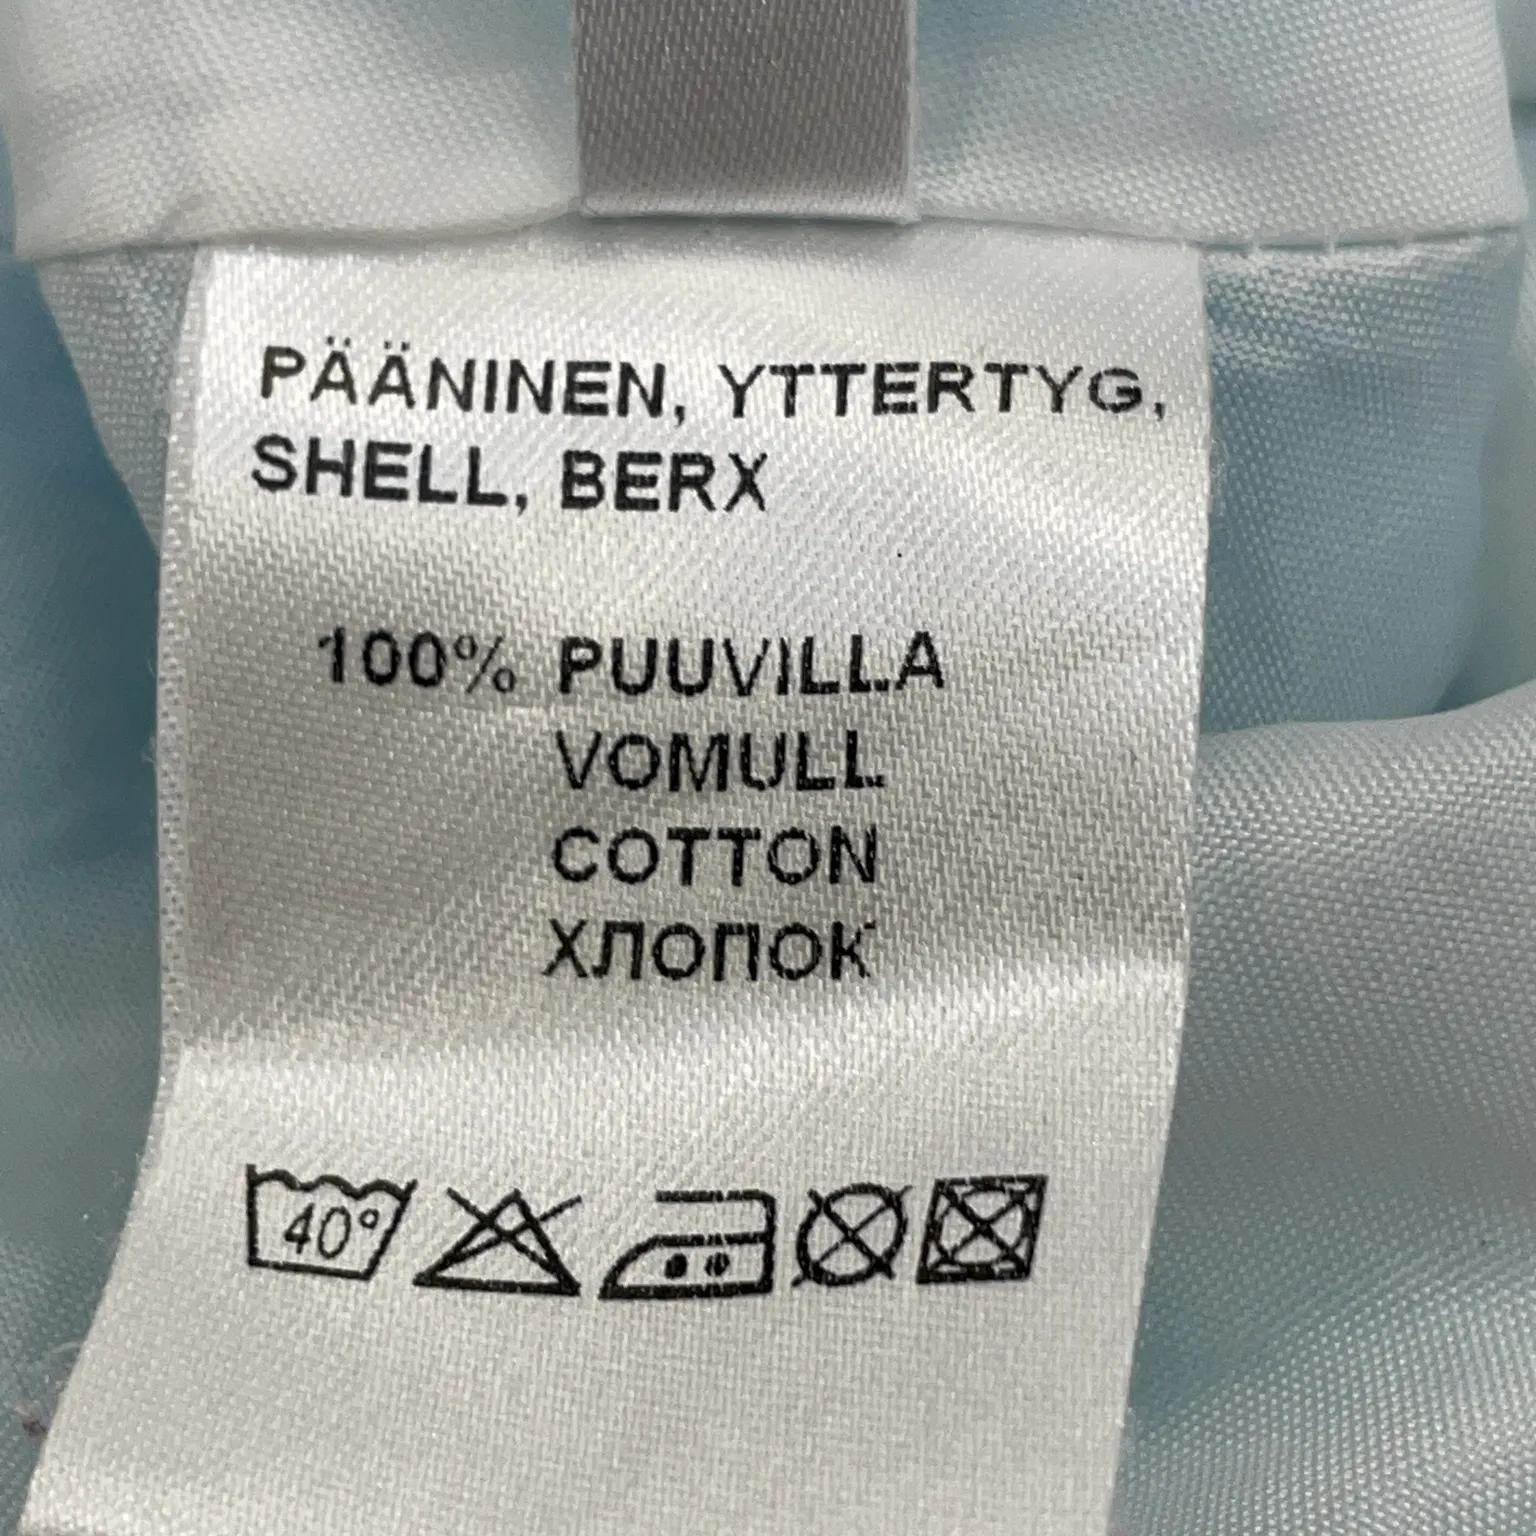 PÄÄNINEN, YTTERTYG,
SHELL, BERX
100% PUUVILLA
VOMULL
COTTON
ХЛОПОК
40°